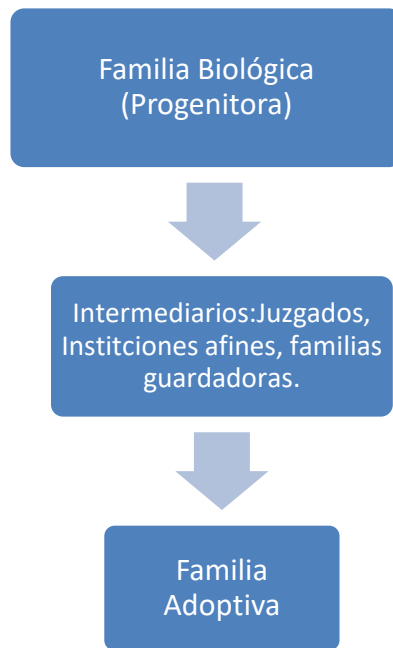 Familia Biológica
(Progenitora)
Intermediarios:Juzgados,
Institciones afines, familias
guardadoras.
Familia
Adoptiva